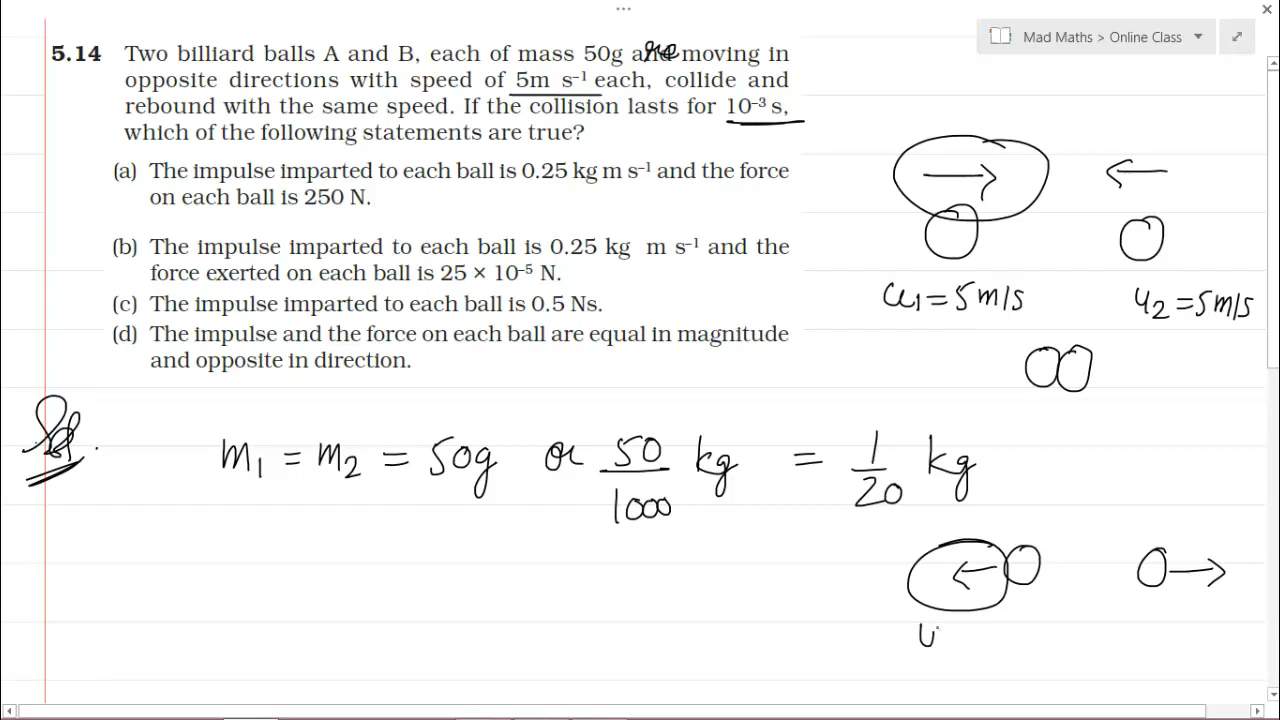 Mad Maths > Online Class
5.14 Two billiard balls A and B, each of mass 50g are moving in
opposite directions with speed of 5m s⁻¹ each, collide and
rebound with the same speed. If the collision lasts for 10⁻³ s,
which of the following statements are true?
(a) The impulse imparted to each ball is 0.25 kg m s⁻¹ and the force
on each ball is 250 N.
(b) The impulse imparted to each ball is 0.25 kg m s⁻¹ and the
force exerted on each ball is 25 × 10⁻⁵ N.
(c) The impulse imparted to each ball is 0.5 Ns.
(d) The impulse and the force on each ball are equal in magnitude
and opposite in direction.
u₁ = 5m/s u₂ = 5m/s
Sol.
m₁ = m₂ = 50g or 50/1000 kg = 1/20 kg